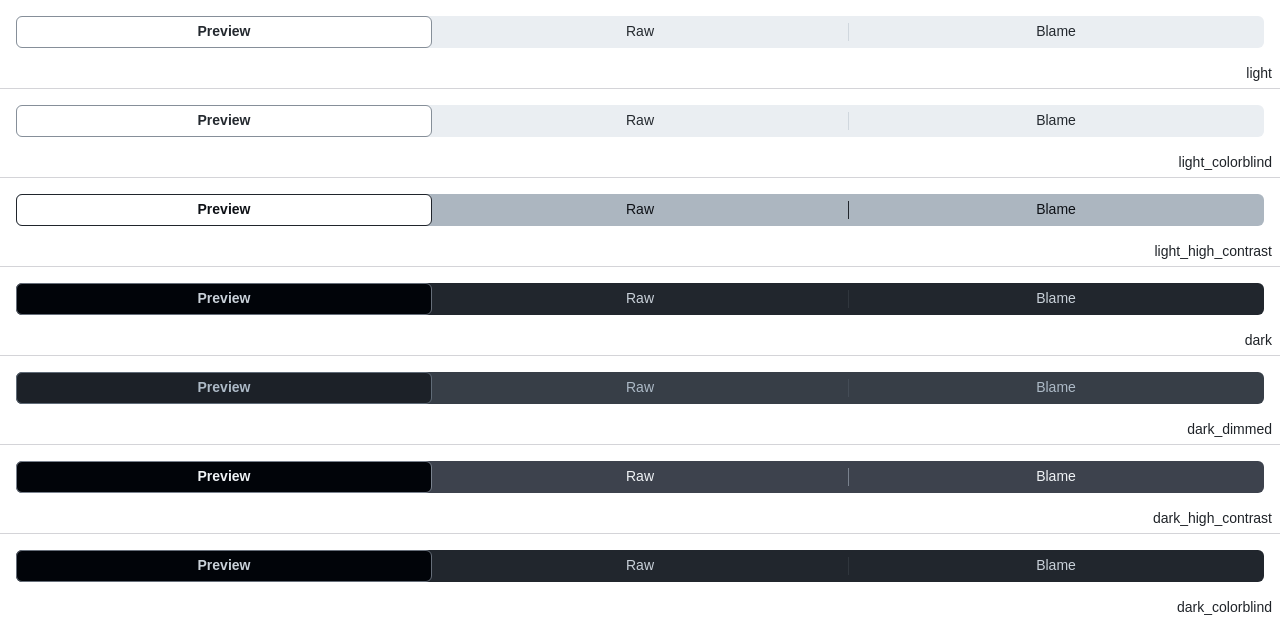 Preview Raw Blame
light
Preview Raw Blame
light_colorblind
Preview Raw Blame
light_high_contrast
Preview Raw Blame
dark
Preview Raw Blame
dark_dimmed
Preview Raw Blame
dark_high_contrast
Preview Raw Blame
dark_colorblind